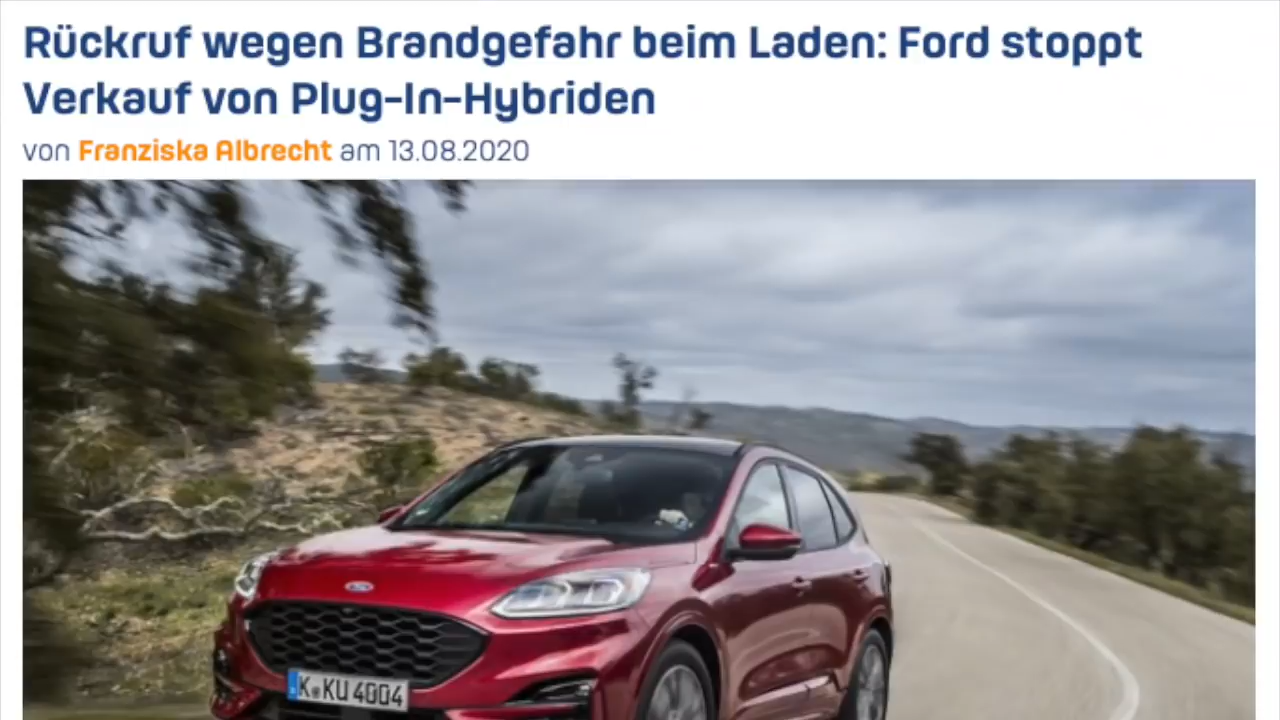 Rückruf wegen Brandgefahr beim Laden: Ford stoppt
Verkauf von Plug-In-Hybriden
von Franziska Albrecht am 13.08.2020
Ford
K KU 4004